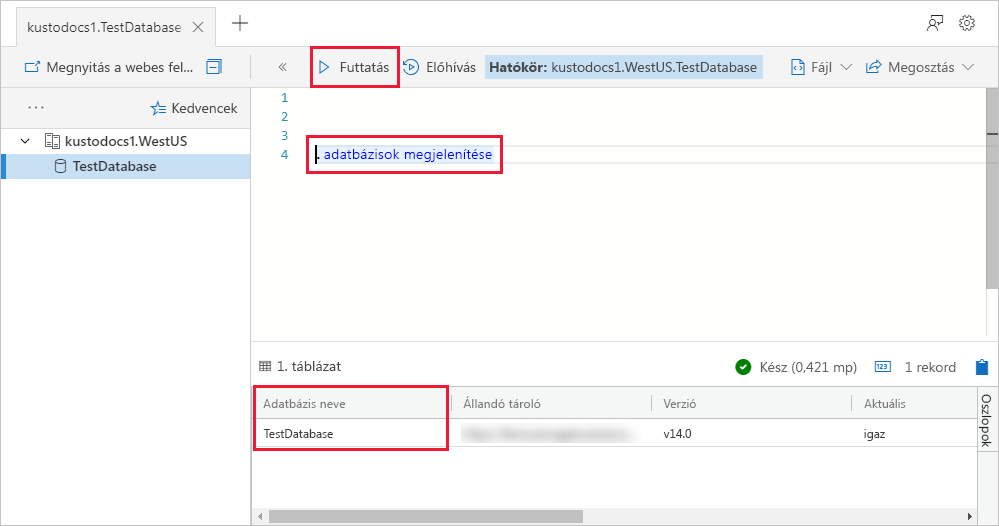 kustodocs1.TestDatabase
Megnyitás a webes fel...
Futtatás
Előhívás
Hatókör: kustodocs1.WestUS.TestDatabase
Fájl
Megosztás
Kedvencek
kustodocs1.WestUS
TestDatabase
1
2
3
4
. adatbázisok megjelenítése
1. táblázat
Kész (0,421 mp)
1 rekord
Adatbázis neve
Állandó tároló
Verzió
Aktuális
TestDatabase
v14.0
igaz
Oszlopok